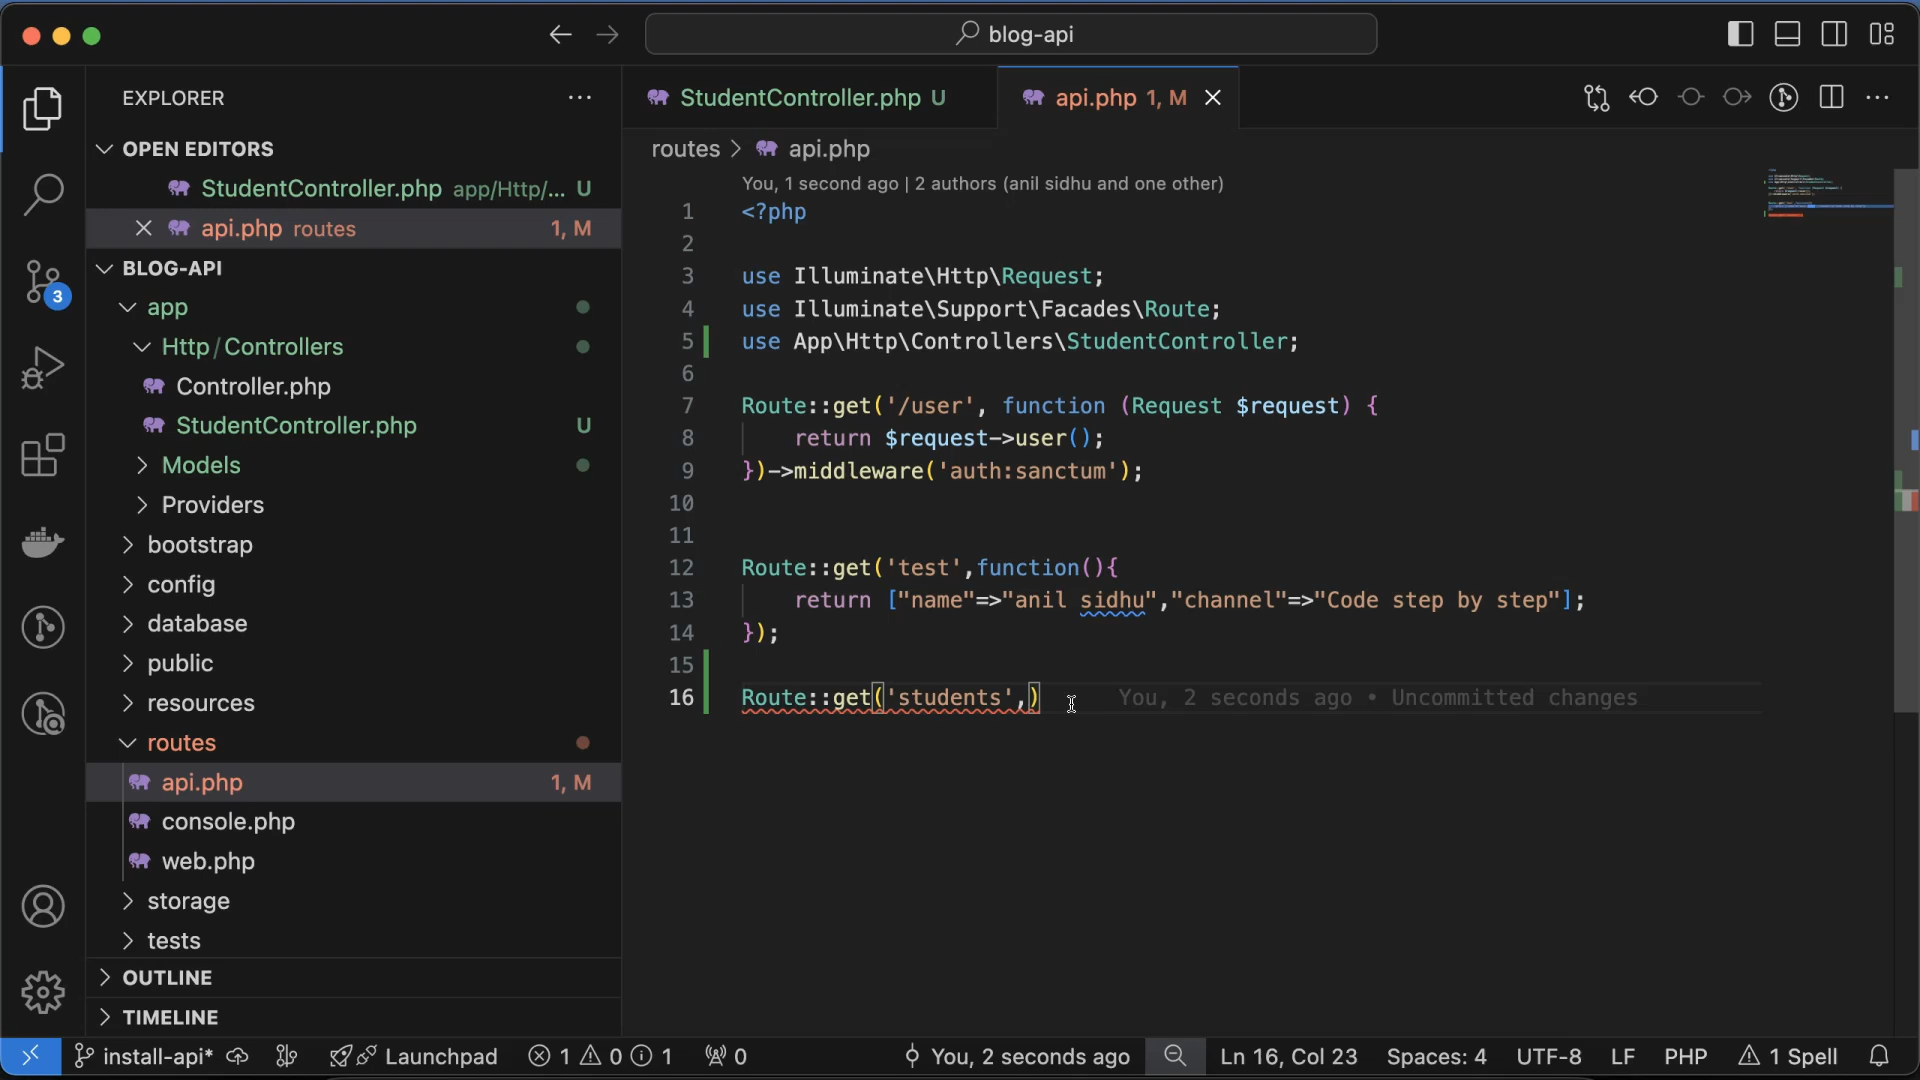 blog-api
EXPLORER
StudentController.php U
api.php 1, M
OPEN EDITORS
StudentController.php app/Http/... U
api.php routes 1, M
BLOG-API
app
Http / Controllers
Controller.php
StudentController.php U
Models
Providers
bootstrap
config
database
public
resources
routes
api.php 1, M
console.php
web.php
storage
tests
OUTLINE
TIMELINE
3
routes > api.php
You, 1 second ago | 2 authors (anil sidhu and one other)
1 <?php
2
3 use Illuminate\Http\Request;
4 use Illuminate\Support\Facades\Route;
5 use App\Http\Controllers\StudentController;
6
7 Route::get('/user', function (Request $request) {
8 return $request->user();
9 })->middleware('auth:sanctum');
10
11
12 Route::get('test',function(){
13 return ["name"=>"anil sidhu","channel"=>"Code step by step"];
14 });
15
16 Route::get('students',) You, 2 seconds ago • Uncommitted changes
install-api* Launchpad 1 0 1 0 You, 2 seconds ago Ln 16, Col 23 Spaces: 4 UTF-8 LF PHP 1 Spell